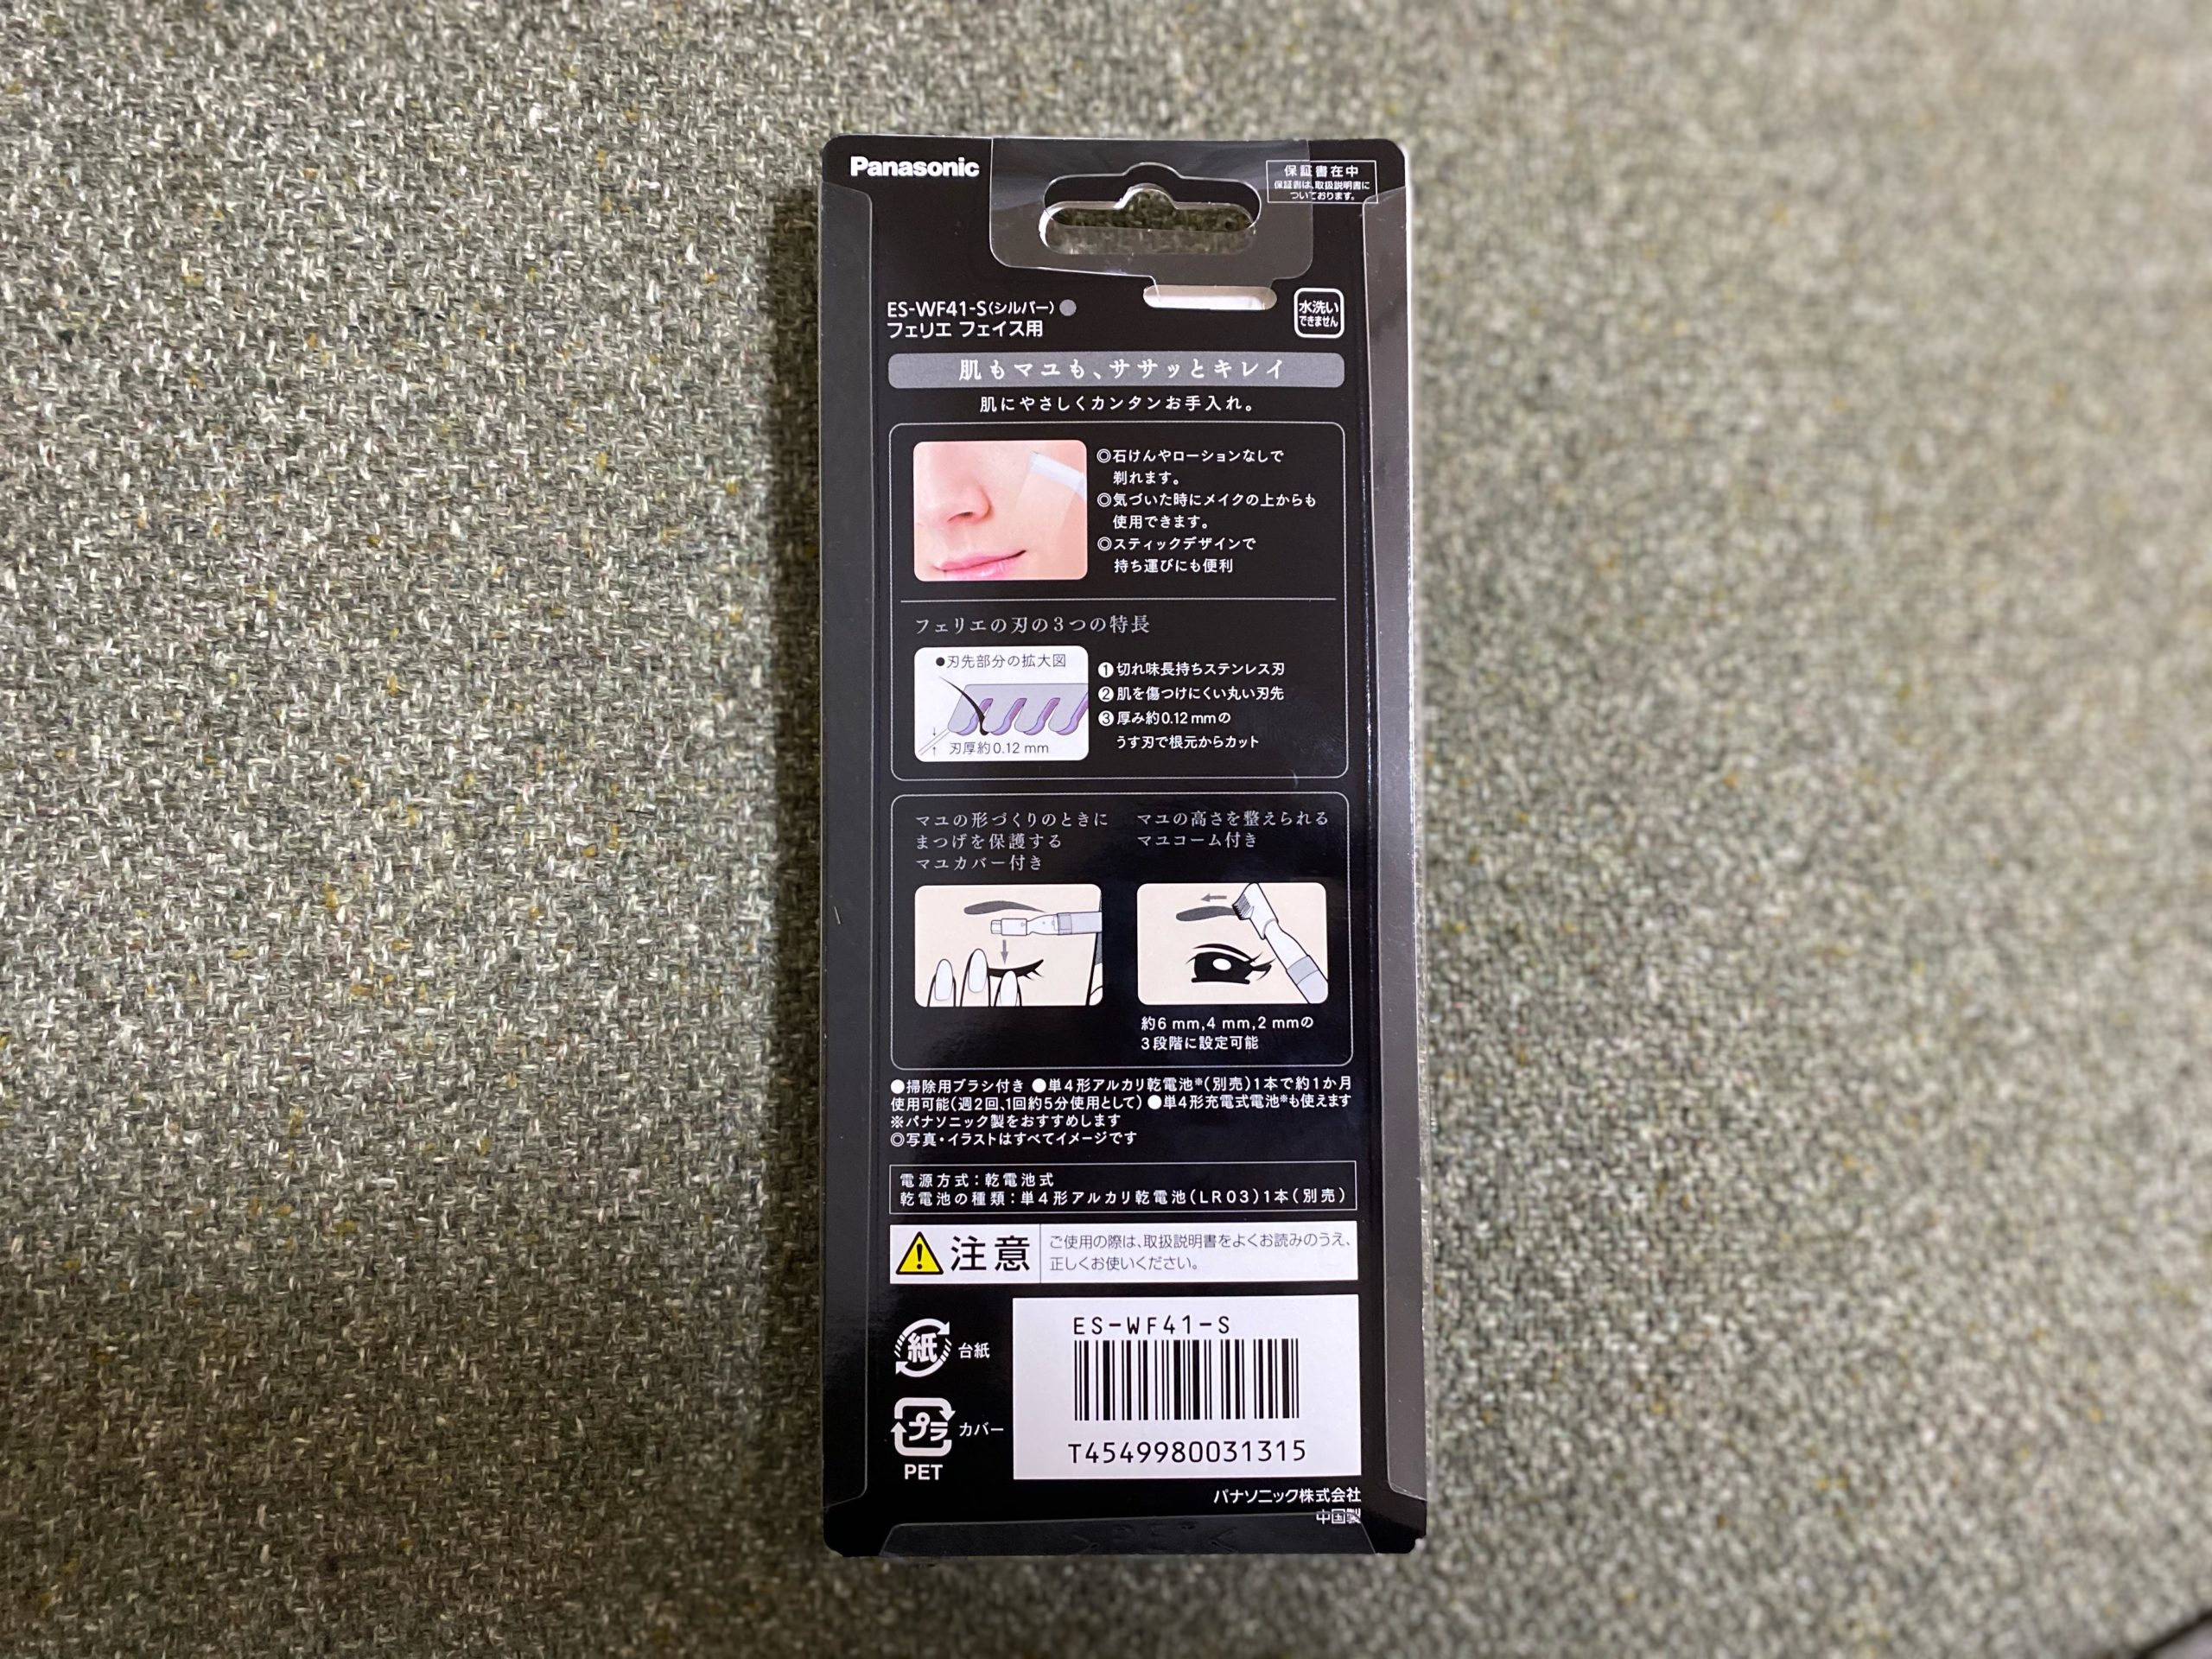 Panasonic
保証書在中
保証書は、取扱説明書に
ついております。
ES-WF41-S(シルバー)
フェリエ フェイス用
水洗い
できません
肌もマユも、ササッとキレイ
肌にやさしくカンタンお手入れ。
◎石けんやローションなしで
剃れます。
◎気づいた時にメイクの上からも
使用できます。
◎スティックデザインで
持ち運びにも便利
フェリエの刃の3つの特長
●刃先部分の拡大図
刃厚約0.12 mm
❶切れ味長持ちステンレス刃
❷肌を傷つけにくい丸い刃先
❸厚み約0.12 mmの
うす刃で根元からカット
マユの形づくりのときに
まつげを保護する
マユカバー付き
マユの高さを整えられる
マユコーム付き
約6 mm,4 mm,2 mmの
3段階に設定可能
●掃除用ブラシ付き ●単4形アルカリ乾電池※(別売)1本で約1か月
使用可能(週2回、1回約5分使用として) ●単4形充電式電池※も使えます
※パナソニック製をおすすめします
◎写真・イラストはすべてイメージです
電源方式:乾電池式
乾電池の種類:単4形アルカリ乾電池(LR03)1本(別売)
注意
ご使用の際は、取扱説明書をよくお読みのうえ、
正しくお使いください。
紙 台紙
プラ カバー
PET
ES-WF41-S
T4549980031315
パナソニック株式会社
中国製